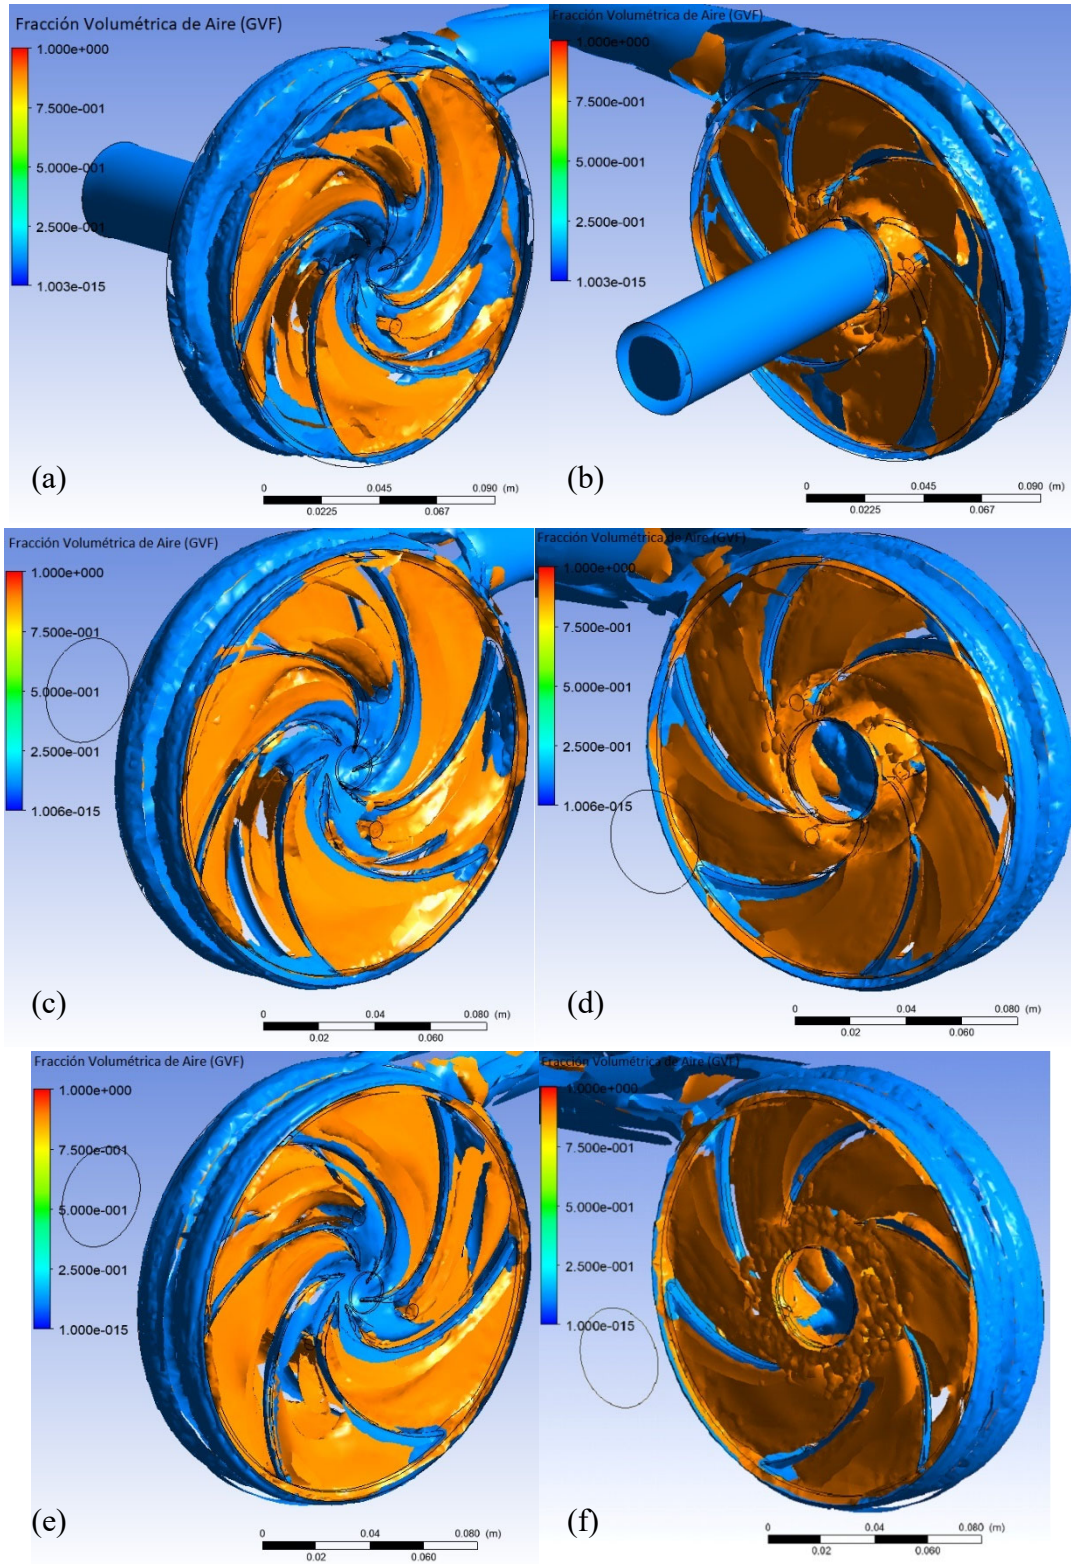 Fracción Volumétrica de Aire (GVF)
1.000e+000
7.500e-001
5.000e-001
2.500e-001
1.003e-015
(a)
0 0.045 0.090 (m)
0.0225 0.067
Fracción Volumétrica de Aire (GVF)
1.000e+000
7.500e-001
5.000e-001
2.500e-001
1.003e-015
(b)
0 0.045 0.090 (m)
0.0225 0.067
Fracción Volumétrica de Aire (GVF)
1.000e+000
7.500e-001
5.000e-001
2.500e-001
1.006e-015
(c)
0 0.04 0.080 (m)
0.02 0.060
Fracción Volumétrica de Aire (GVF)
1.000e+000
7.500e-001
5.000e-001
2.500e-001
1.006e-015
(d)
0 0.04 0.080 (m)
0.02 0.060
Fracción Volumétrica de Aire (GVF)
1.000e+000
7.500e-001
5.000e-001
2.500e-001
1.000e-015
(e)
0 0.04 0.080 (m)
0.02 0.060
Fracción Volumétrica de Aire (GVF)
1.000e+000
7.500e-001
5.000e-001
2.500e-001
1.000e-015
(f)
0 0.04 0.080 (m)
0.02 0.060